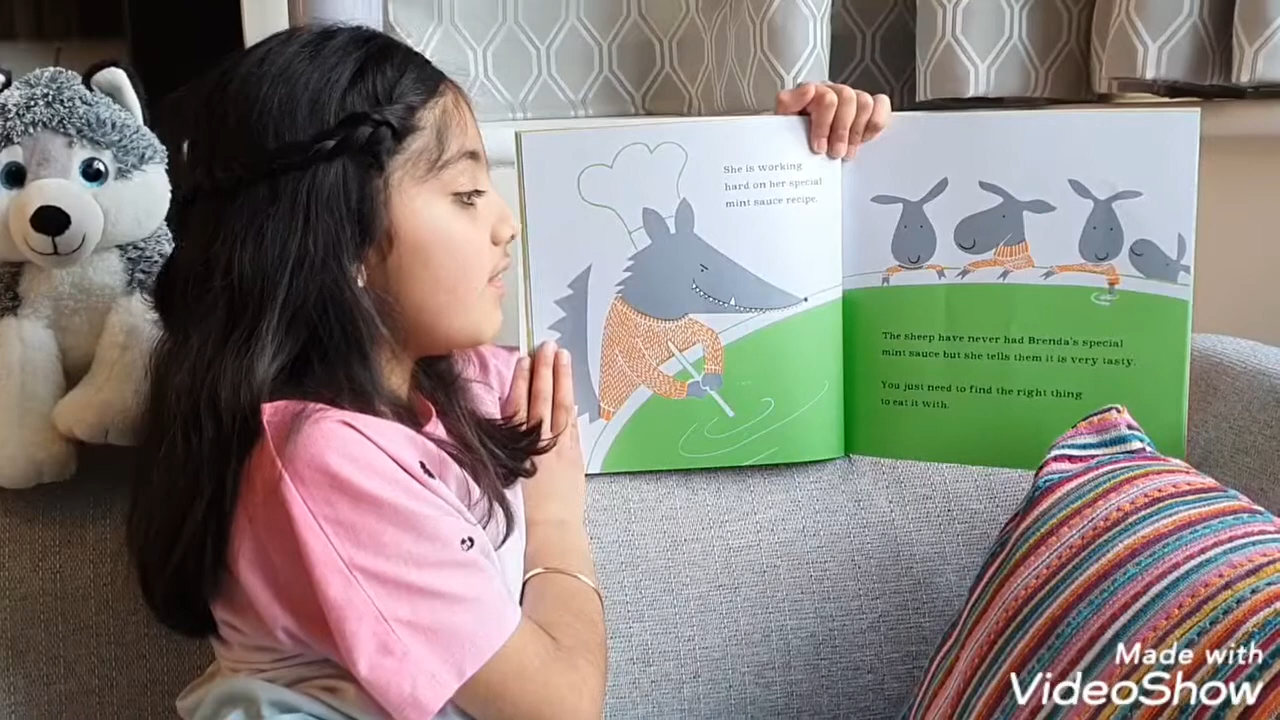 She is working
hard on her special
mint sauce recipe.
The sheep have never had Brenda's special
mint sauce but she tells them it is very tasty.
You just need to find the right thing
to eat it with.
Made with
VideoShow